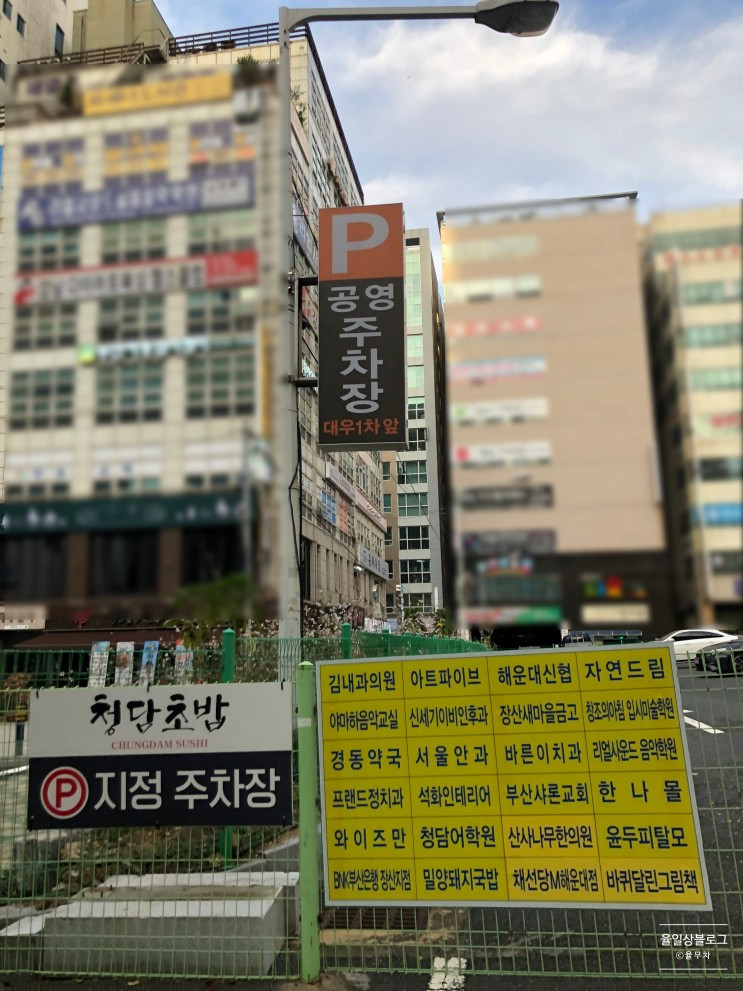 P
공영
주
차
장
대우1차앞
청담초밥
CHUNGDAM SUSHI
P 지정 주차장
김내과의원 아트파이브 해운대신협 자연드림
야마하음악교실 신세기이비인후과 장산새마을금고 창조의아침 입시미술학원
경동약국 서울안과 바른이치과 리얼사운드 음악학원
프랜드정치과 석화인테리어 부산샤론교회 한나몰
와이즈만 청담어학원 산사나무한의원 윤두피탈모
BNK부산은행 장산지점 밀양돼지국밥 채선당M해운대점 바퀴달린그림책
율일상블로그
©율무차